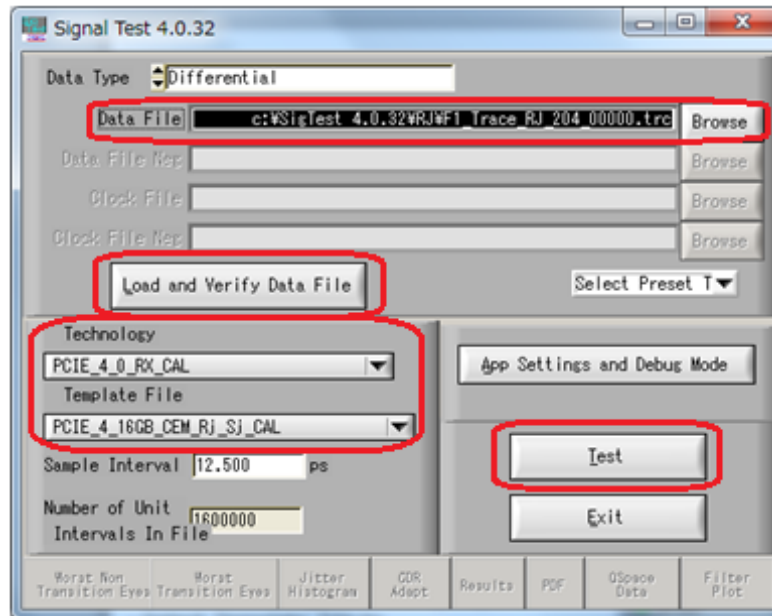 Signal Test 4.0.32
Data Type Differential
Data File c:¥SigTest 4.0.32¥RJ¥F1_Trace_RJ_204_00000.trc Browse
Data File Neg Browse
Clock File Browse
Clock File Neg Browse
Load and Verify Data File
Select Preset T
Technology
PCIE_4_0_RX_CAL
Template File
PCIE_4_16GB_CEM_Rj_Sj_CAL
App Settings and Debug Mode
Sample Interval 12.500 ps
Test
Number of Unit
Intervals In File 1600000
Exit
Worst Non
Transition Eyes
Worst
Transition Eyes
Jitter
Histogram
CDR
Adapt
Results
PDF
QSpace
Data
Filter
Plot